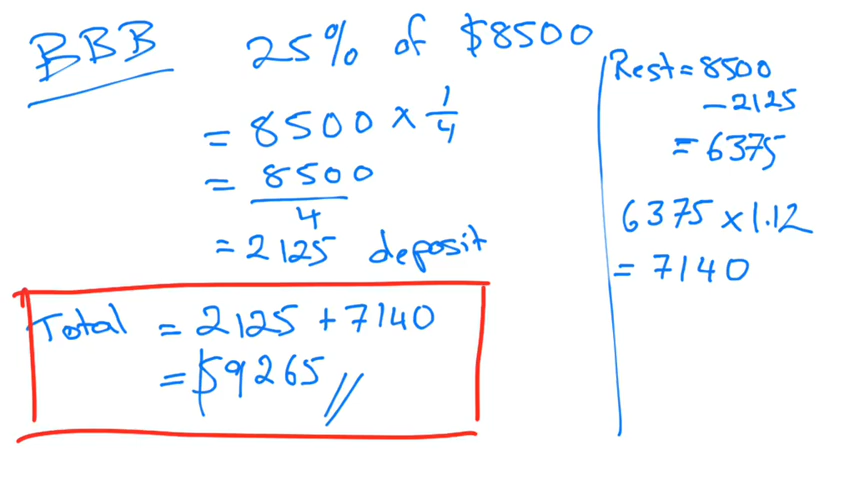 BBB
25% of $8500
= 8500 × 1/4
= 8500/4
= 2125 deposit
Total = 2125 + 7140
= $9265 //
Rest = 8500
- 2125
= 6375
6375 × 1.12
= 7140